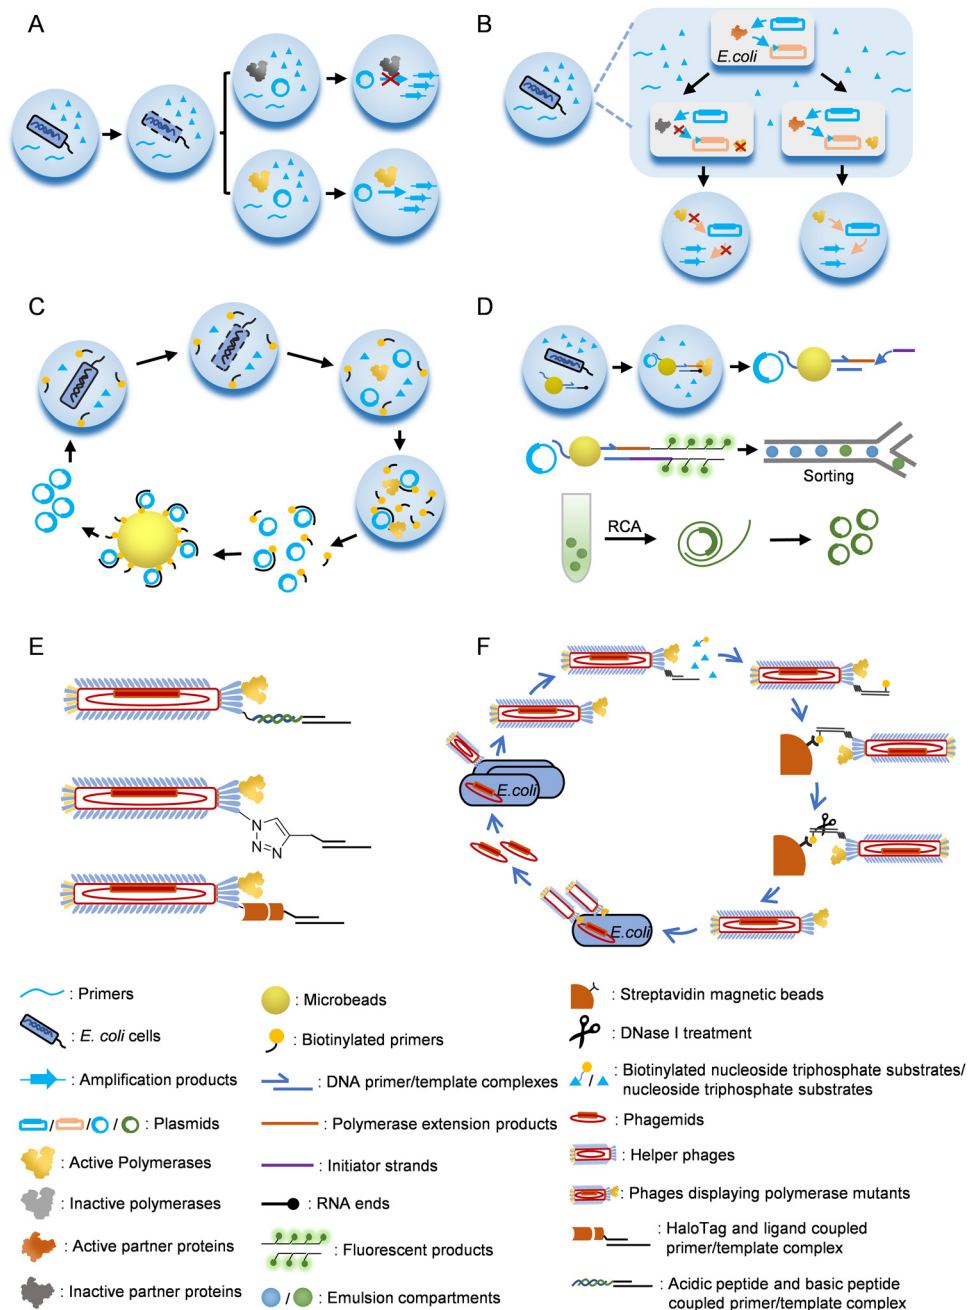 A
B
E.coli
C
D
Sorting
RCA
E
N
N
N
F
E.coli
E.coli
: Primers
: E. coli cells
: Amplification products
/ / / : Plasmids
: Active Polymerases
: Inactive polymerases
: Active partner proteins
: Inactive partner proteins
: Microbeads
: Biotinylated primers
: DNA primer/template complexes
: Polymerase extension products
: Initiator strands
: RNA ends
: Fluorescent products
/ : Emulsion compartments
: Streptavidin magnetic beads
: DNase I treatment
/ : Biotinylated nucleoside triphosphate substrates/
nucleoside triphosphate substrates
: Phagemids
: Helper phages
: Phages displaying polymerase mutants
: HaloTag and ligand coupled
primer/template complex
: Acidic peptide and basic peptide
coupled primer/template complex